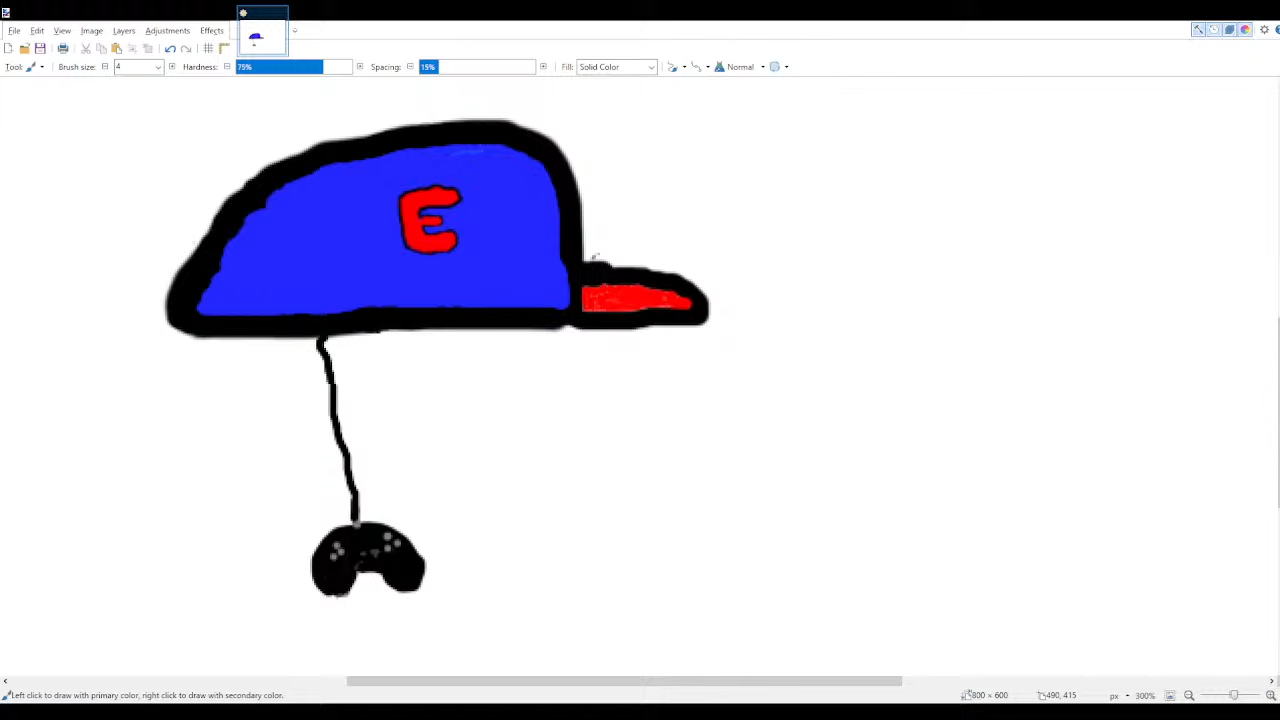 File Edit View Image Layers Adjustments Effects
Tool: Brush size: 4 Hardness: 75% Spacing: 15% Fill: Solid Color Normal
E
Left click to draw with primary color, right click to draw with secondary color. 800 × 600 490, 415 px 300%